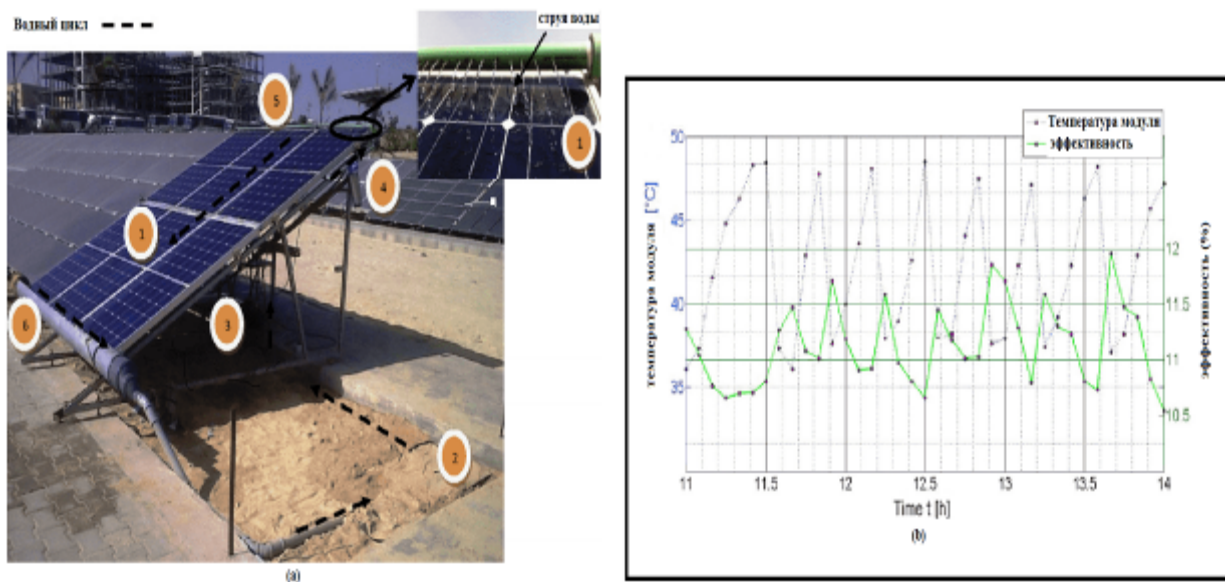 Водный цикл
струи воды
5
1
4
1
3
6
2
(a)
Температура модуля
эффективность
50
45
40
35
температура модуля [°C]
12
11.5
11
10.5
эффективность (%)
11
11.5
12
12.5
13
13.5
14
Time t [h]
(b)